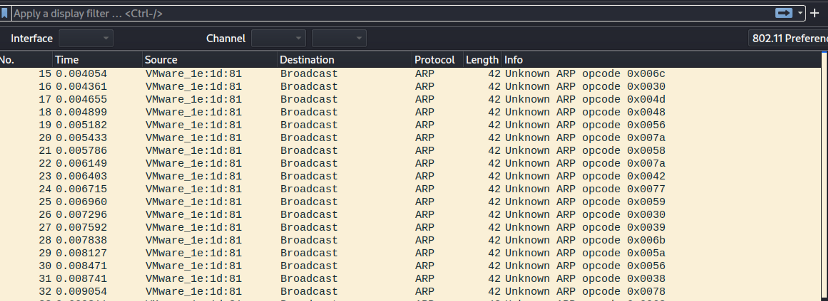 Apply a display filter ... <Ctrl-/>
Interface Channel 802.11 Preferenc
No. Time Source Destination Protocol Length Info
15 0.004054 VMware_1e:1d:81 Broadcast ARP 42 Unknown ARP opcode 0x006c
16 0.004361 VMware_1e:1d:81 Broadcast ARP 42 Unknown ARP opcode 0x0030
17 0.004655 VMware_1e:1d:81 Broadcast ARP 42 Unknown ARP opcode 0x004d
18 0.004899 VMware_1e:1d:81 Broadcast ARP 42 Unknown ARP opcode 0x0048
19 0.005182 VMware_1e:1d:81 Broadcast ARP 42 Unknown ARP opcode 0x0056
20 0.005433 VMware_1e:1d:81 Broadcast ARP 42 Unknown ARP opcode 0x007a
21 0.005786 VMware_1e:1d:81 Broadcast ARP 42 Unknown ARP opcode 0x0058
22 0.006149 VMware_1e:1d:81 Broadcast ARP 42 Unknown ARP opcode 0x007a
23 0.006403 VMware_1e:1d:81 Broadcast ARP 42 Unknown ARP opcode 0x0042
24 0.006715 VMware_1e:1d:81 Broadcast ARP 42 Unknown ARP opcode 0x0077
25 0.006960 VMware_1e:1d:81 Broadcast ARP 42 Unknown ARP opcode 0x0059
26 0.007296 VMware_1e:1d:81 Broadcast ARP 42 Unknown ARP opcode 0x0030
27 0.007592 VMware_1e:1d:81 Broadcast ARP 42 Unknown ARP opcode 0x0039
28 0.007838 VMware_1e:1d:81 Broadcast ARP 42 Unknown ARP opcode 0x006b
29 0.008127 VMware_1e:1d:81 Broadcast ARP 42 Unknown ARP opcode 0x005a
30 0.008471 VMware_1e:1d:81 Broadcast ARP 42 Unknown ARP opcode 0x0056
31 0.008741 VMware_1e:1d:81 Broadcast ARP 42 Unknown ARP opcode 0x0038
32 0.009054 VMware_1e:1d:81 Broadcast ARP 42 Unknown ARP opcode 0x0078